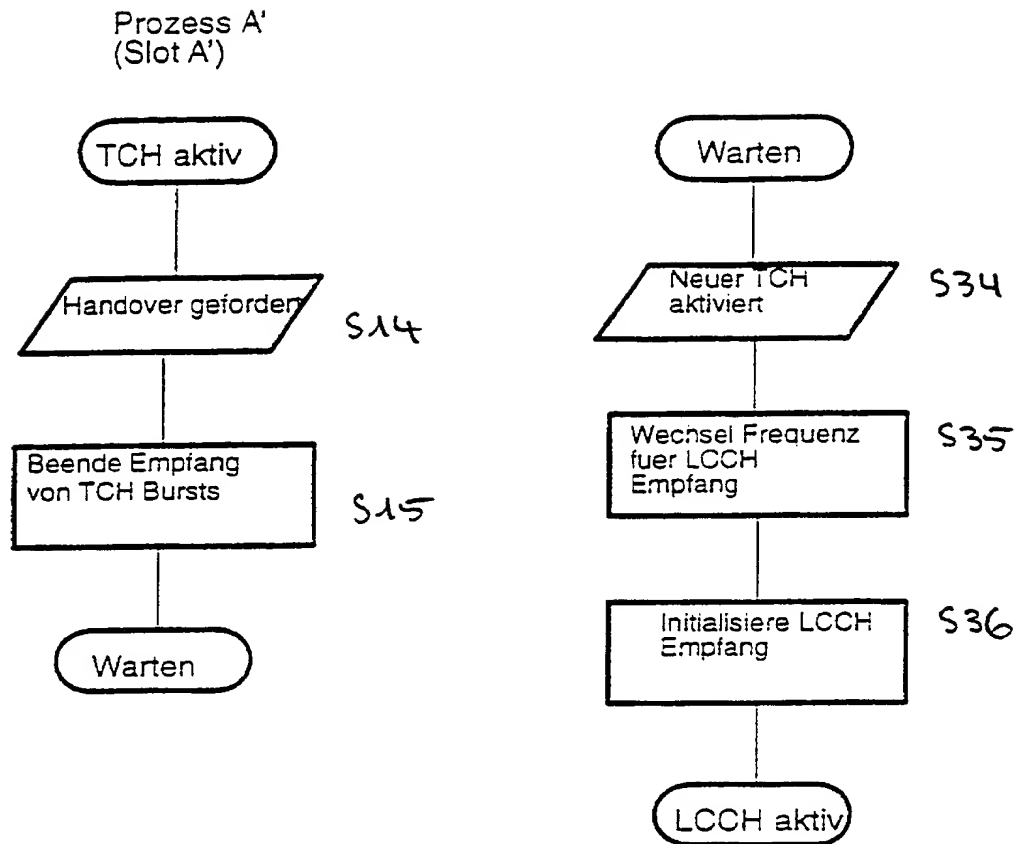 Prozess A'
(Slot A')
TCH aktiv
Handover gefordert
S14
Beende Empfang
von TCH Bursts
S15
Warten
Warten
Neuer TCH
aktiviert
S34
Wechsel Frequenz
fuer LCCH
Empfang
S35
Initialisiere LCCH
Empfang
S36
LCCH aktiv